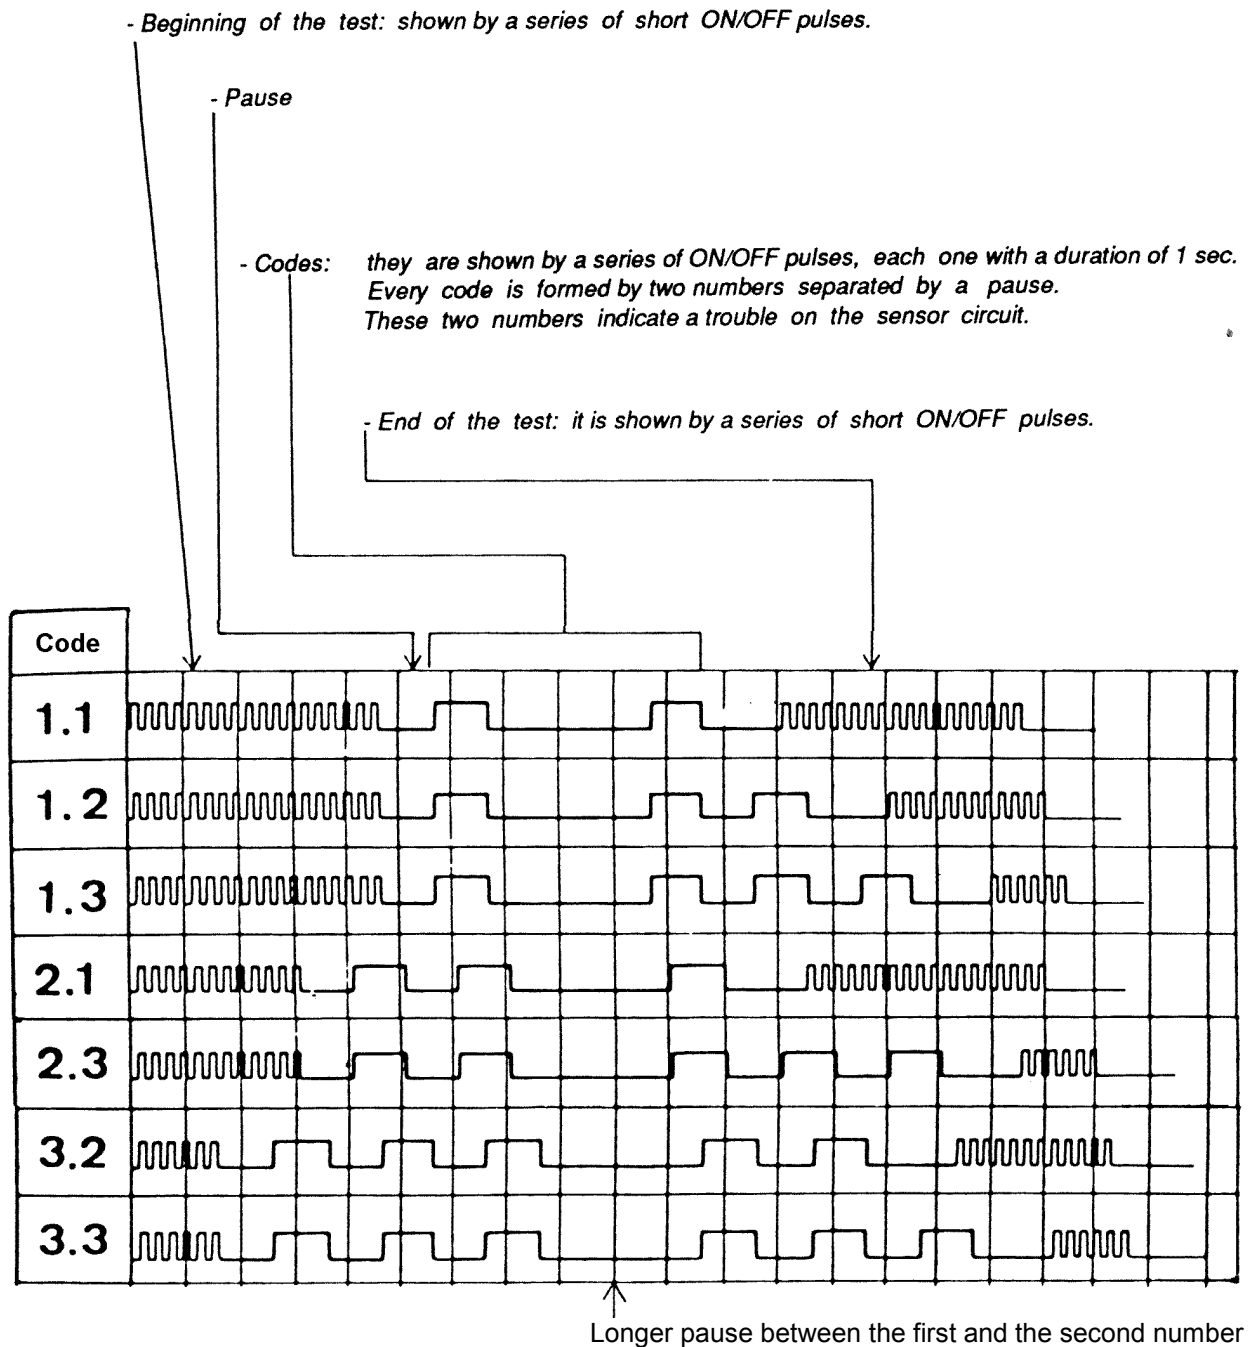 - Beginning of the test: shown by a series of short ON/OFF pulses.
- Pause
- Codes: they are shown by a series of ON/OFF pulses, each one with a duration of 1 sec.
Every code is formed by two numbers separated by a pause.
These two numbers indicate a trouble on the sensor circuit.
- End of the test: it is shown by a series of short ON/OFF pulses.
Code
1.1
1.2
1.3
2.1
2.3
3.2
3.3
Longer pause between the first and the second number